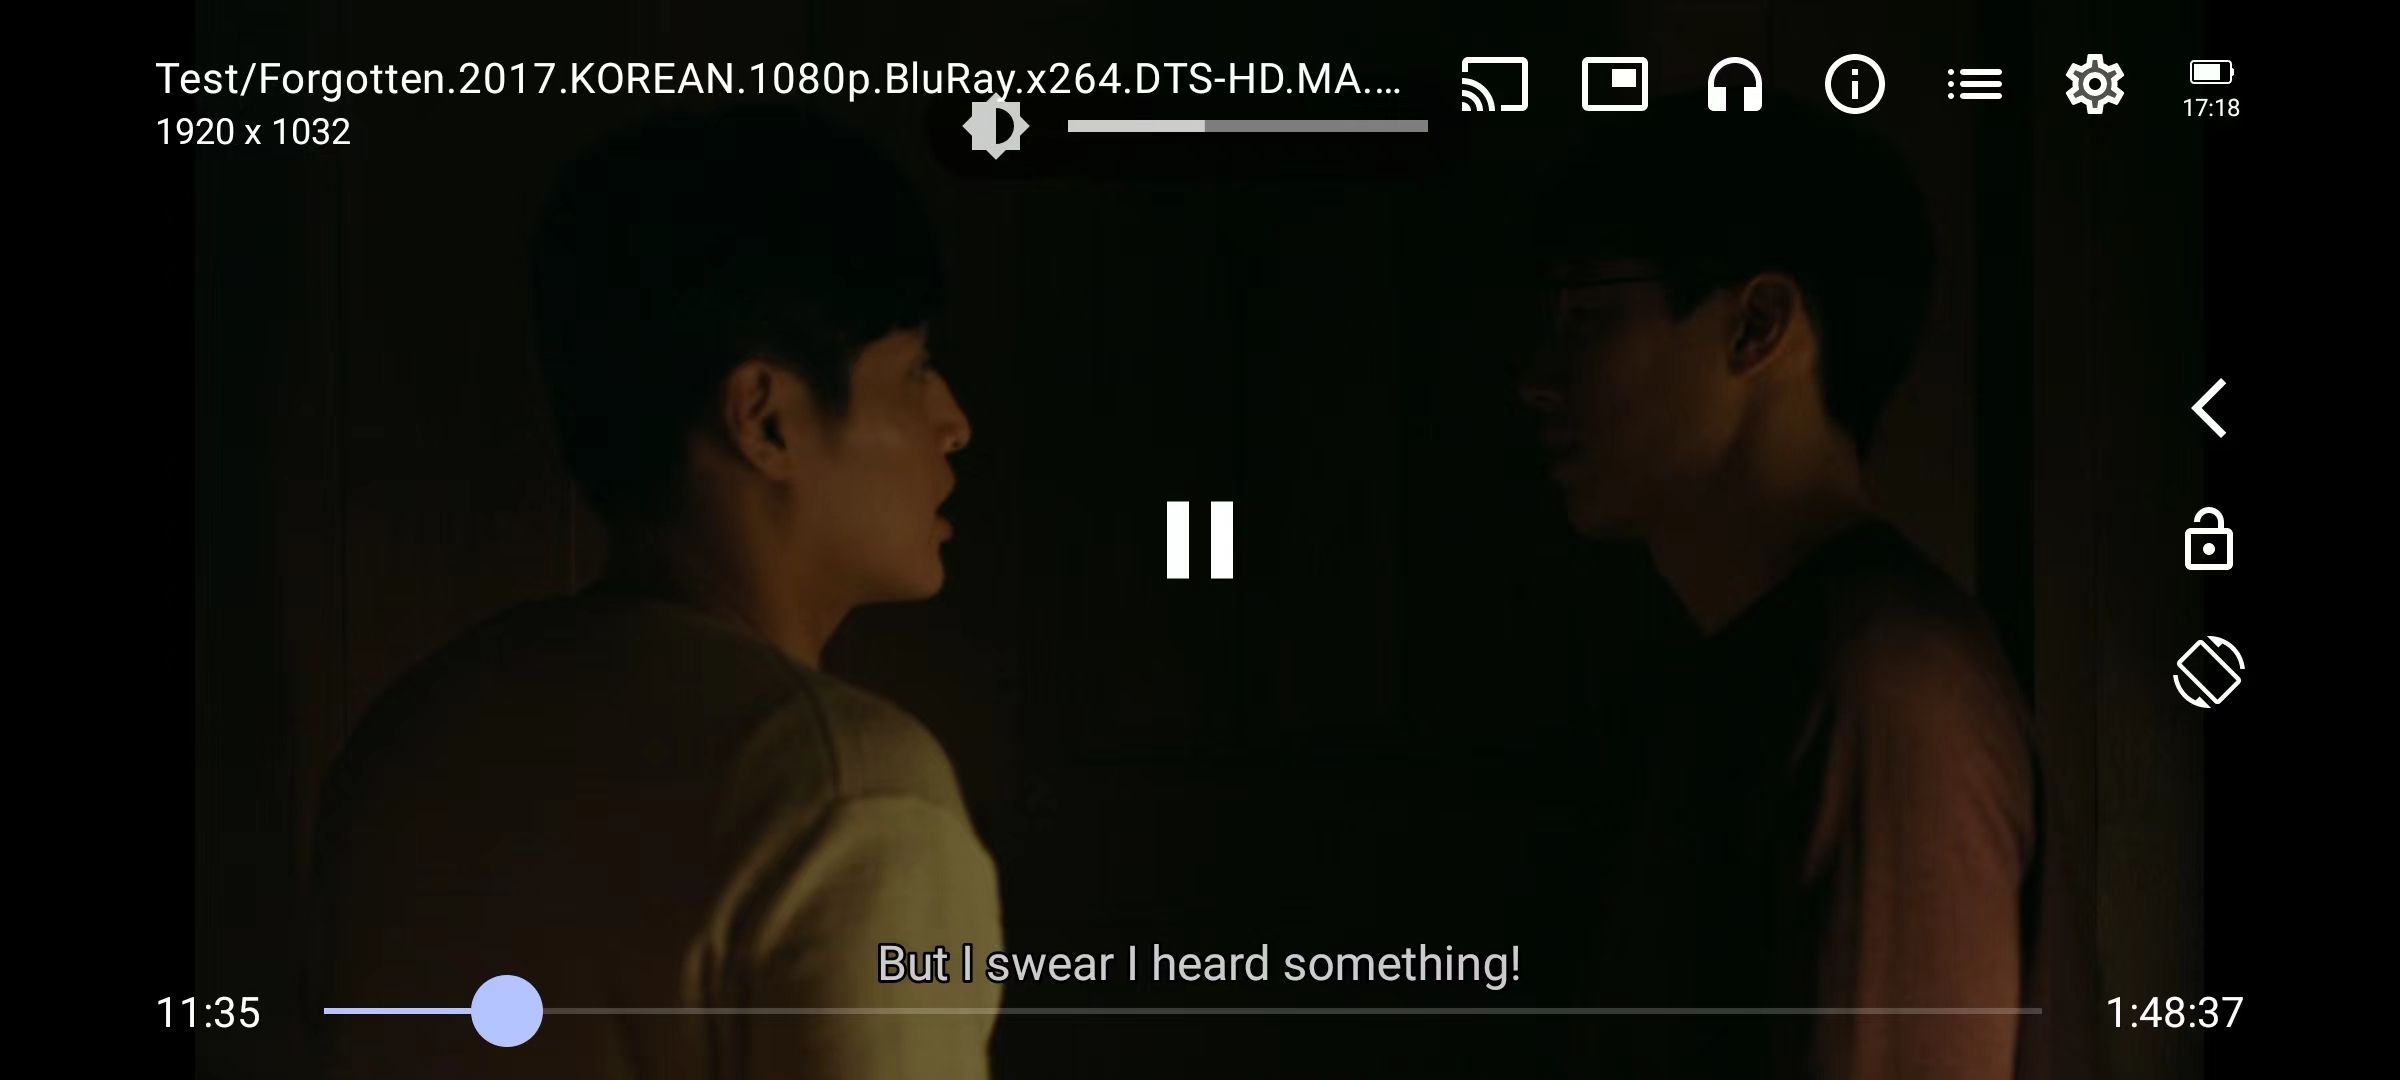 Test/Forgotten.2017.KOREAN.1080p.BluRay.x264.DTS-HD.MA.…
1920 x 1032
17:18
But I swear I heard something!
11:35
1:48:37